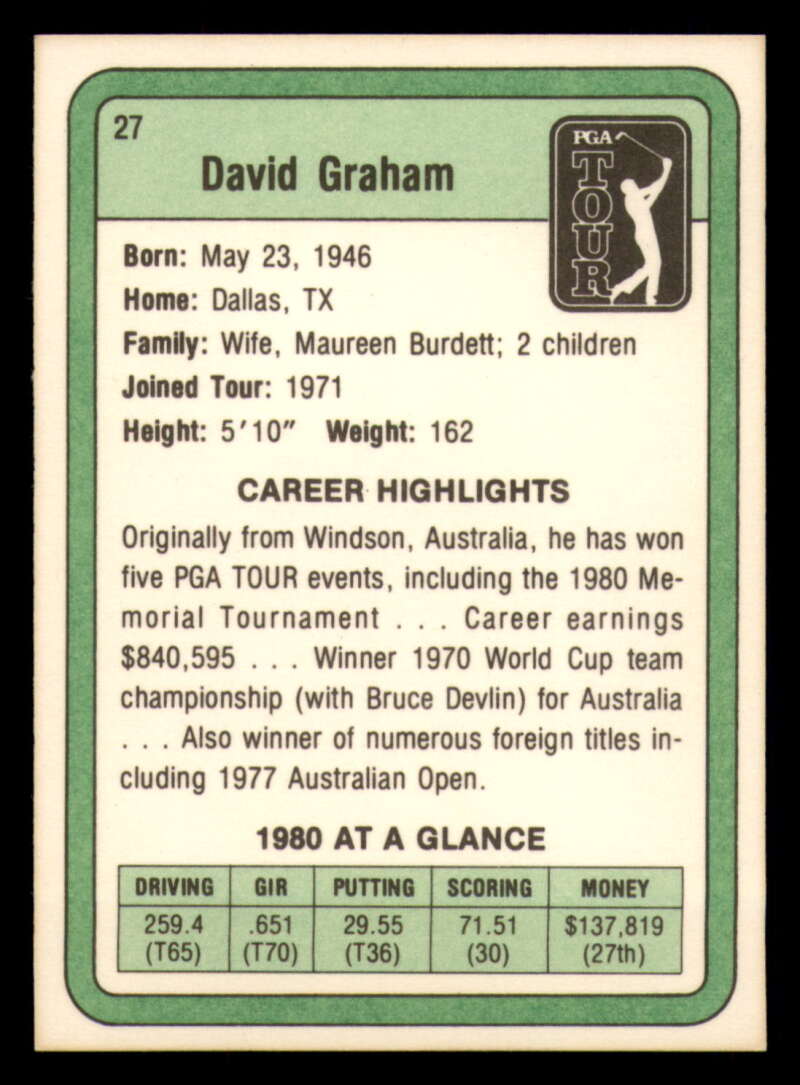 27
David Graham
PGA
TOUR
Born: May 23, 1946
Home: Dallas, TX
Family: Wife, Maureen Burdett; 2 children
Joined Tour: 1971
Height: 5'10" Weight: 162
CAREER HIGHLIGHTS
Originally from Windson, Australia, he has won
five PGA TOUR events, including the 1980 Me-
morial Tournament . . . Career earnings
$840,595 . . . Winner 1970 World Cup team
championship (with Bruce Devlin) for Australia
. . . Also winner of numerous foreign titles in-
cluding 1977 Australian Open.
1980 AT A GLANCE
DRIVING GIR PUTTING SCORING MONEY
259.4 .651 29.55 71.51 $137,819
(T65) (T70) (T36) (30) (27th)